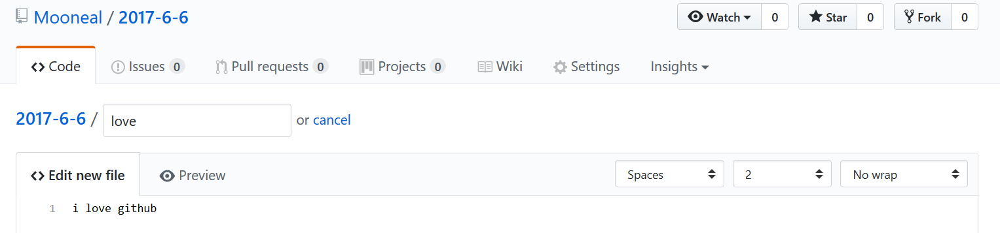 Mooneal / 2017-6-6 Watch 0 Star 0 Fork 0
Code Issues 0 Pull requests 0 Projects 0 Wiki Settings Insights
2017-6-6 / love or cancel
Edit new file Preview Spaces 2 No wrap
1 i love github